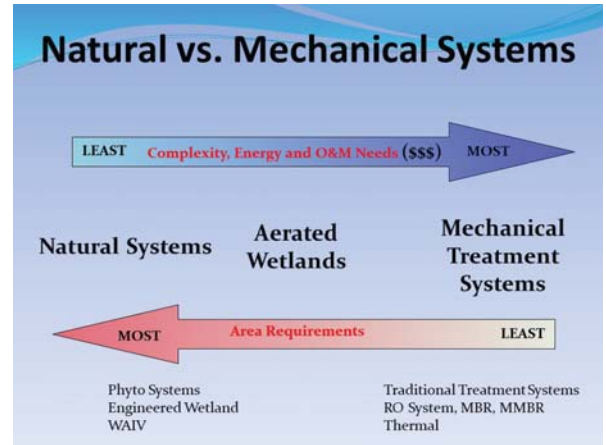 Natural vs. Mechanical Systems
LEAST Complexity, Energy and O&M Needs ($$$) MOST
Natural Systems
Aerated
Wetlands
Mechanical
Treatment
Systems
MOST Area Requirements LEAST
Phyto Systems
Engineered Wetland
WAIV
Traditional Treatment Systems
RO System, MBR, MMBR
Thermal